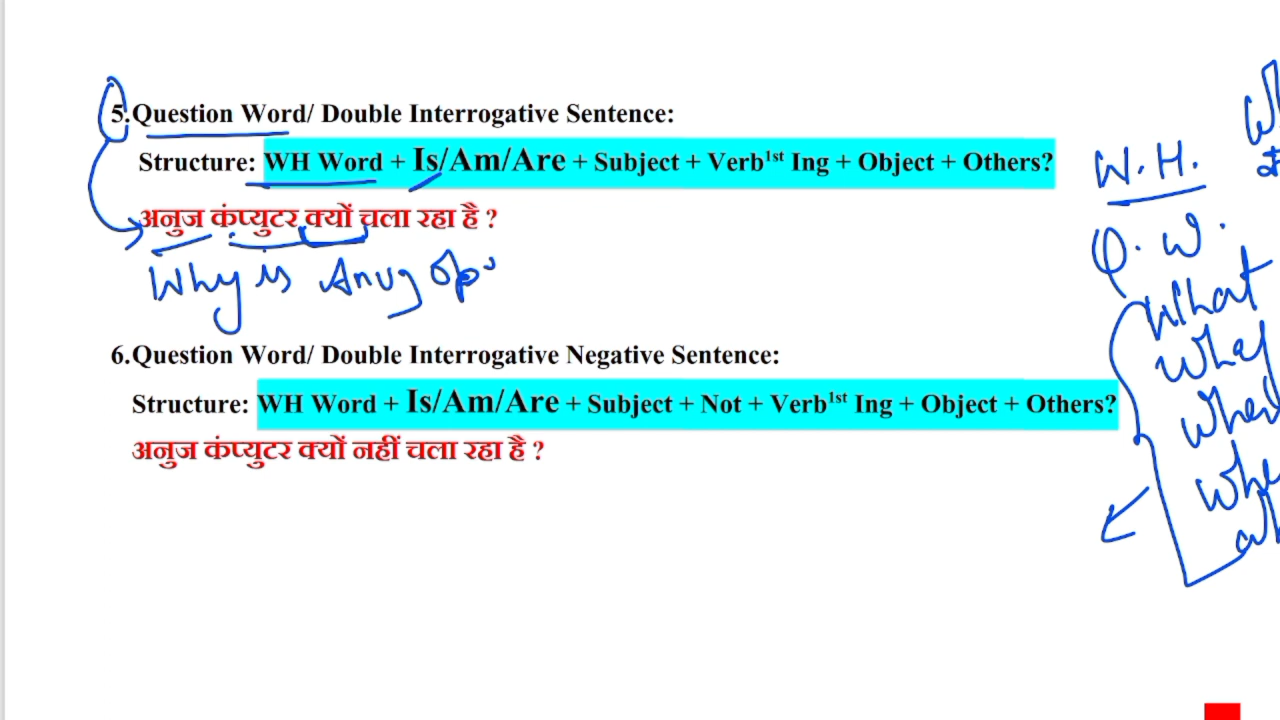 5.Question Word/ Double Interrogative Sentence:
Structure: WH Word + Is/Am/Are + Subject + Verb1st Ing + Object + Others?
अनुज कंप्युटर क्यों चला रहा है ?
Why is Anuj op
6.Question Word/ Double Interrogative Negative Sentence:
Structure: WH Word + Is/Am/Are + Subject + Not + Verb1st Ing + Object + Others?
अनुज कंप्युटर क्यों नहीं चला रहा है ?
W.H.
Q.W.
What